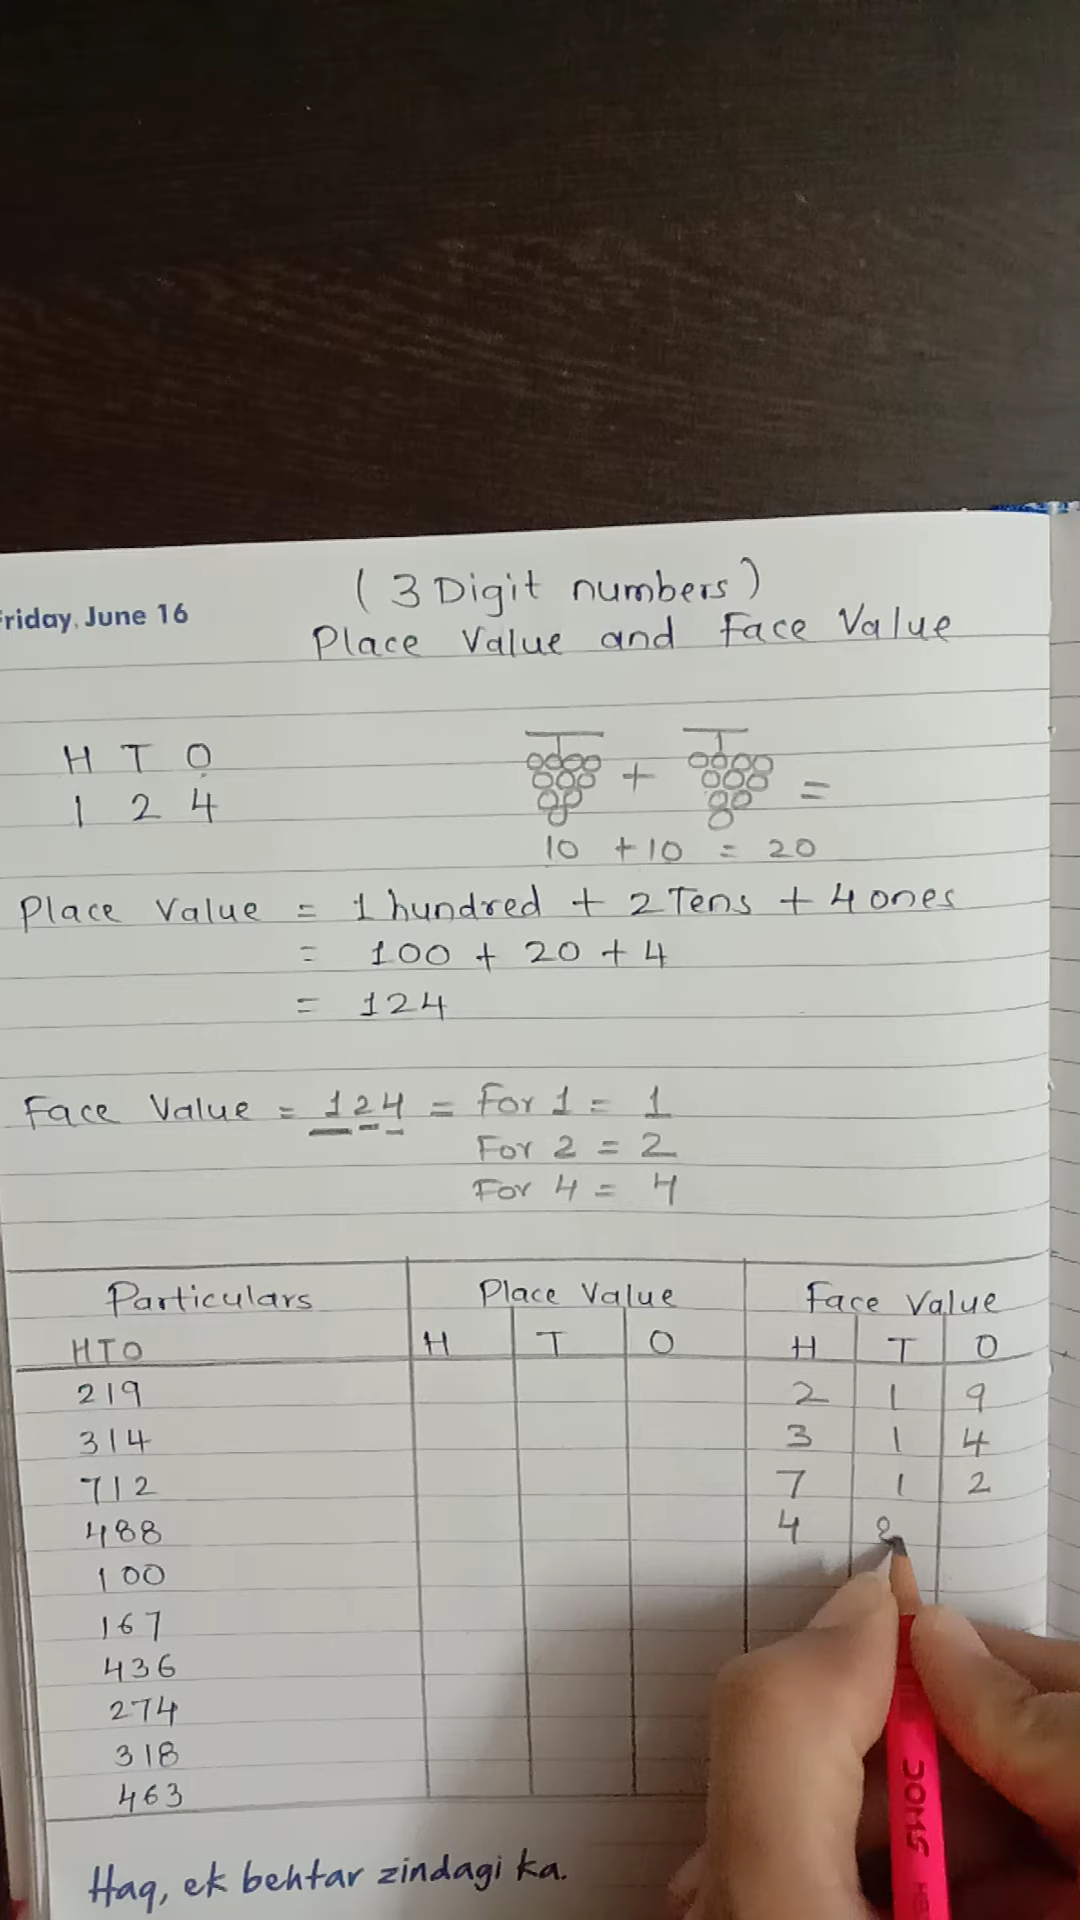 (3 Digit numbers)
Friday, June 16
Place Value and Face Value
H T O
1 2 4
+ =
10 + 10 = 20
Place Value = 1 hundred + 2 Tens + 4 ones
= 100 + 20 + 4
= 124
Face Value = 124 = For 1 = 1
For 2 = 2
For 4 = 4
Particulars Place Value Face Value
HTO H T O H T O
219 2 1 9
314 3 1 4
712 7 1 2
488 4 8
100
167
436
274
318
463
Haq, ek behtar zindagi ka.
DOMS